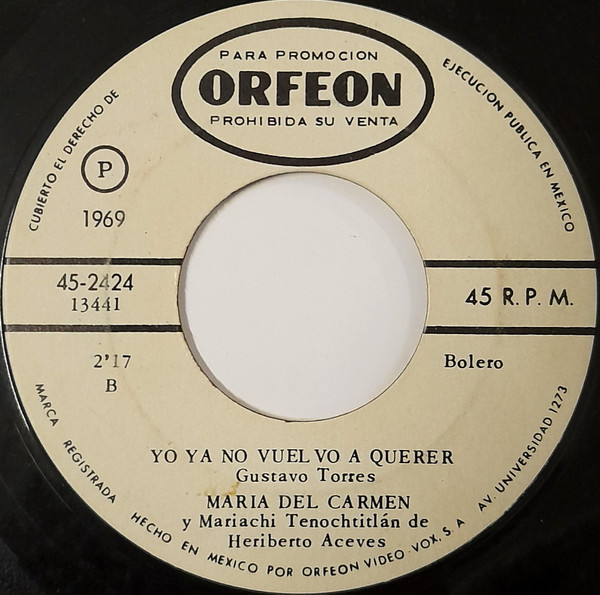 PARA PROMOCION
ORFEON
PROHIBIDA SU VENTA
CUBIERTO EL DERECHO DE
EJECUCION PUBLICA EN MEXICO
P
1969
45-2424
13441
45 R. P. M.
2'17
B
Bolero
YO YA NO VUELVO A QUERER
Gustavo Torres
MARIA DEL CARMEN
y Mariachi Tenochtitlán de
Heriberto Aceves
MARCA REGISTRADA HECHO EN MEXICO POR ORFEON VIDEO-VOX, S. A AV. UNIVERSIDAD 1273